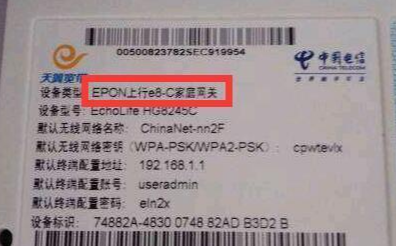 00500823782SEC919954
天翼宽带
中国电信
CHINA TELECOM
设备类型: EPON上行e8-C家庭网关
设备型号: EchoLife HG8245C
默认无线网络名称: ChinaNet-nn2F
默认无线网络密钥 (WPA-PSK/WPA2-PSK): cpwtevlx
默认终端配置地址: 192.168.1.1
默认终端配置账号: useradmin
默认终端配置密码: eln2x
设备标识: 74882A-4830 0748 82AD B3D2 B